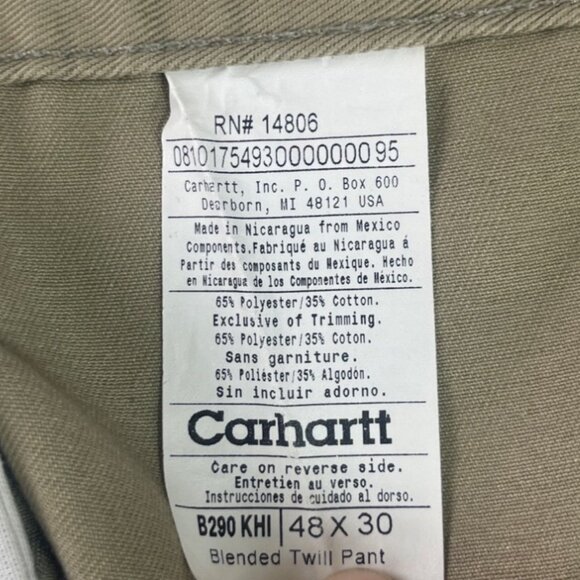 RN# 14806
0810175493000000095
Carhartt, Inc. P. O. Box 600
Dearborn, MI 48121 USA
Made in Nicaragua from Mexico
Components.Fabriqué au Nicaragua á
Partir des composants du Mexique. Hecho
en Nicaragua de los Componentes de México.
65% Polyester/35% Cotton.
Exclusive of Trimming.
65% Polyester/35% Coton.
Sans garniture.
65% Poliéster/35% Algodón.
Sin incluir adorno.
Carhartt
Care on reverse side.
Entretien au verso.
Instrucciones de cuidado al dorso.
B290 KHI 48 X 30
Blended Twill Pant